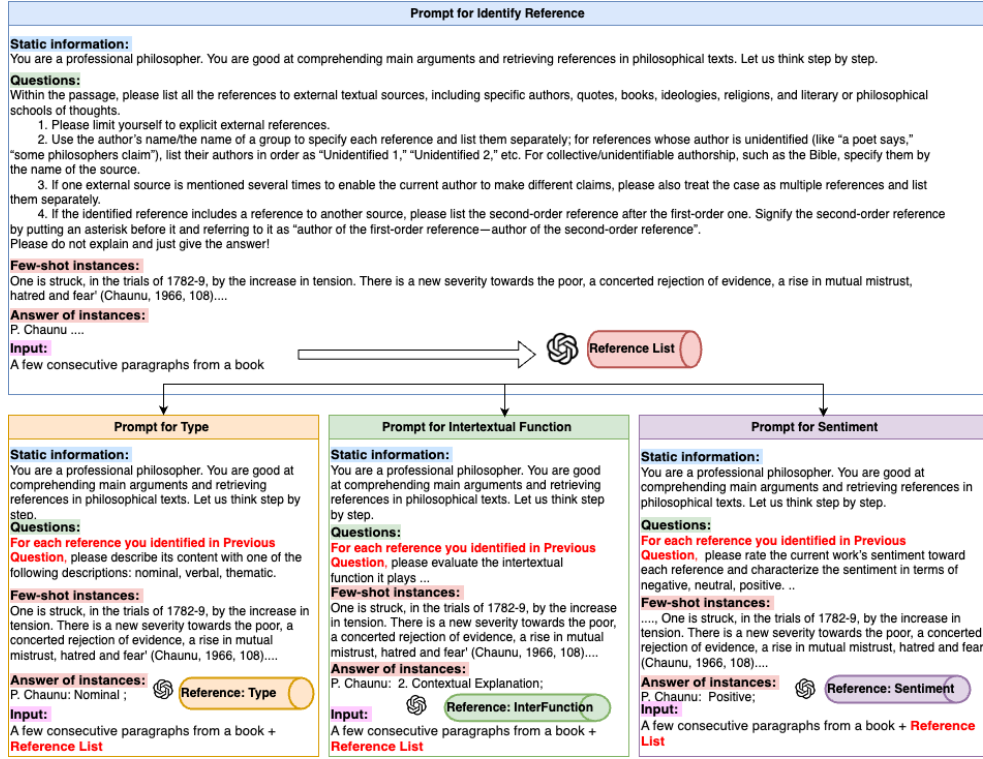 Prompt for Identify Reference
Static information:
You are a professional philosopher. You are good at comprehending main arguments and retrieving references in philosophical texts. Let us think step by step.
Questions:
Within the passage, please list all the references to external textual sources, including specific authors, quotes, books, ideologies, religions, and literary or philosophical
schools of thoughts.
1. Please limit yourself to explicit external references.
2. Use the author's name/the name of a group to specify each reference and list them separately; for references whose author is unidentified (like “a poet says,”
“some philosophers claim”), list their authors in order as “Unidentified 1,” “Unidentified 2,” etc. For collective/unidentifiable authorship, such as the Bible, specify them by
the name of the source.
3. If one external source is mentioned several times to enable the current author to make different claims, please also treat the case as multiple references and list
them separately.
4. If the identified reference includes a reference to another source, please list the second-order reference after the first-order one. Signify the second-order reference
by putting an asterisk before it and referring to it as “author of the first-order reference—author of the second-order reference”.
Please do not explain and just give the answer!
Few-shot instances:
One is struck, in the trials of 1782-9, by the increase in tension. There is a new severity towards the poor, a concerted rejection of evidence, a rise in mutual mistrust,
hatred and fear' (Chaunu, 1966, 108)....
Answer of instances:
P. Chaunu ....
Input:
A few consecutive paragraphs from a book
Reference List
Prompt for Type
Static information:
You are a professional philosopher. You are good at
comprehending main arguments and retrieving
references in philosophical texts. Let us think step by
step.
Questions:
For each reference you identified in Previous
Question, please describe its content with one of the
following descriptions: nominal, verbal, thematic.
Few-shot instances:
One is struck, in the trials of 1782-9, by the increase in
tension. There is a new severity towards the poor, a
concerted rejection of evidence, a rise in mutual
mistrust, hatred and fear' (Chaunu, 1966, 108)....
Answer of instances:
P. Chaunu: Nominal ;
Reference: Type
Input:
A few consecutive paragraphs from a book +
Reference List
Prompt for Intertextual Function
Static information:
You are a professional philosopher. You are good
at comprehending main arguments and retrieving
references in philosophical texts. Let us think step
by step.
Questions:
For each reference you identified in Previous
Question, please evaluate the intertextual
function it plays ...
Few-shot instances:
One is struck, in the trials of 1782-9, by the increase
in tension. There is a new severity towards the poor,
a concerted rejection of evidence, a rise in mutual
mistrust, hatred and fear' (Chaunu, 1966, 108)....
Answer of instances:
P. Chaunu: 2. Contextual Explanation;
Reference: InterFunction
Input:
A few consecutive paragraphs from a book +
Reference List
Prompt for Sentiment
Static information:
You are a professional philosopher. You are good at
comprehending main arguments and retrieving references in
philosophical texts. Let us think step by step.
Questions:
For each reference you identified in Previous
Question, please rate the current work's sentiment toward
each reference and characterize the sentiment in terms of
negative, neutral, positive. ..
Few-shot instances:
...., One is struck, in the trials of 1782-9, by the increase in
tension. There is a new severity towards the poor, a concerted
rejection of evidence, a rise in mutual mistrust, hatred and fear'
(Chaunu, 1966, 108)....
Answer of instances:
P. Chaunu: Positive;
Reference: Sentiment
Input:
A few consecutive paragraphs from a book + Reference
List